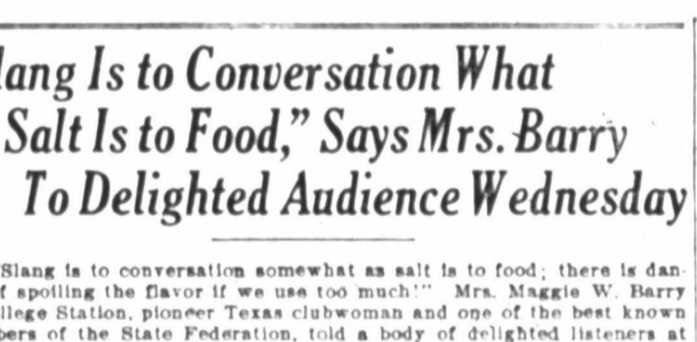 lang Is to Conversation What
Salt Is to Food,” Says Mrs. Barry
To Delighted Audience Wednesday
Slang is to conversation somewhat as salt is to food; there is dan-
f spoiling the flavor if we use too much!” Mrs. Maggie W. Barry
llege Station, pioneer Texas clubwoman and one of the best known
bers of the State Federation, told a body of delighted listeners at